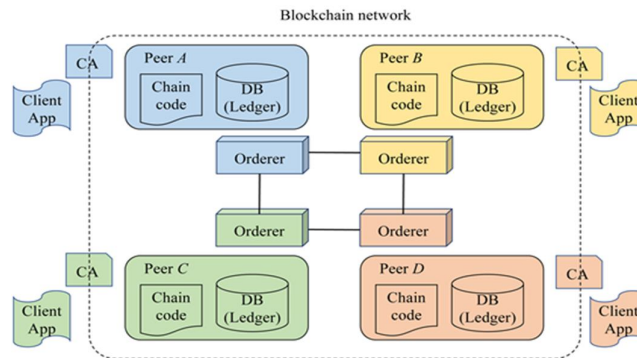 Blockchain network
CA
Peer A
Peer B
CA
Client
App
Chain
code
DB
(Ledger)
Chain
code
DB
(Ledger)
Client
App
Orderer
Orderer
Orderer
Orderer
CA
Peer C
Peer D
CA
Client
App
Chain
code
DB
(Ledger)
Chain
code
DB
(Ledger)
Client
App